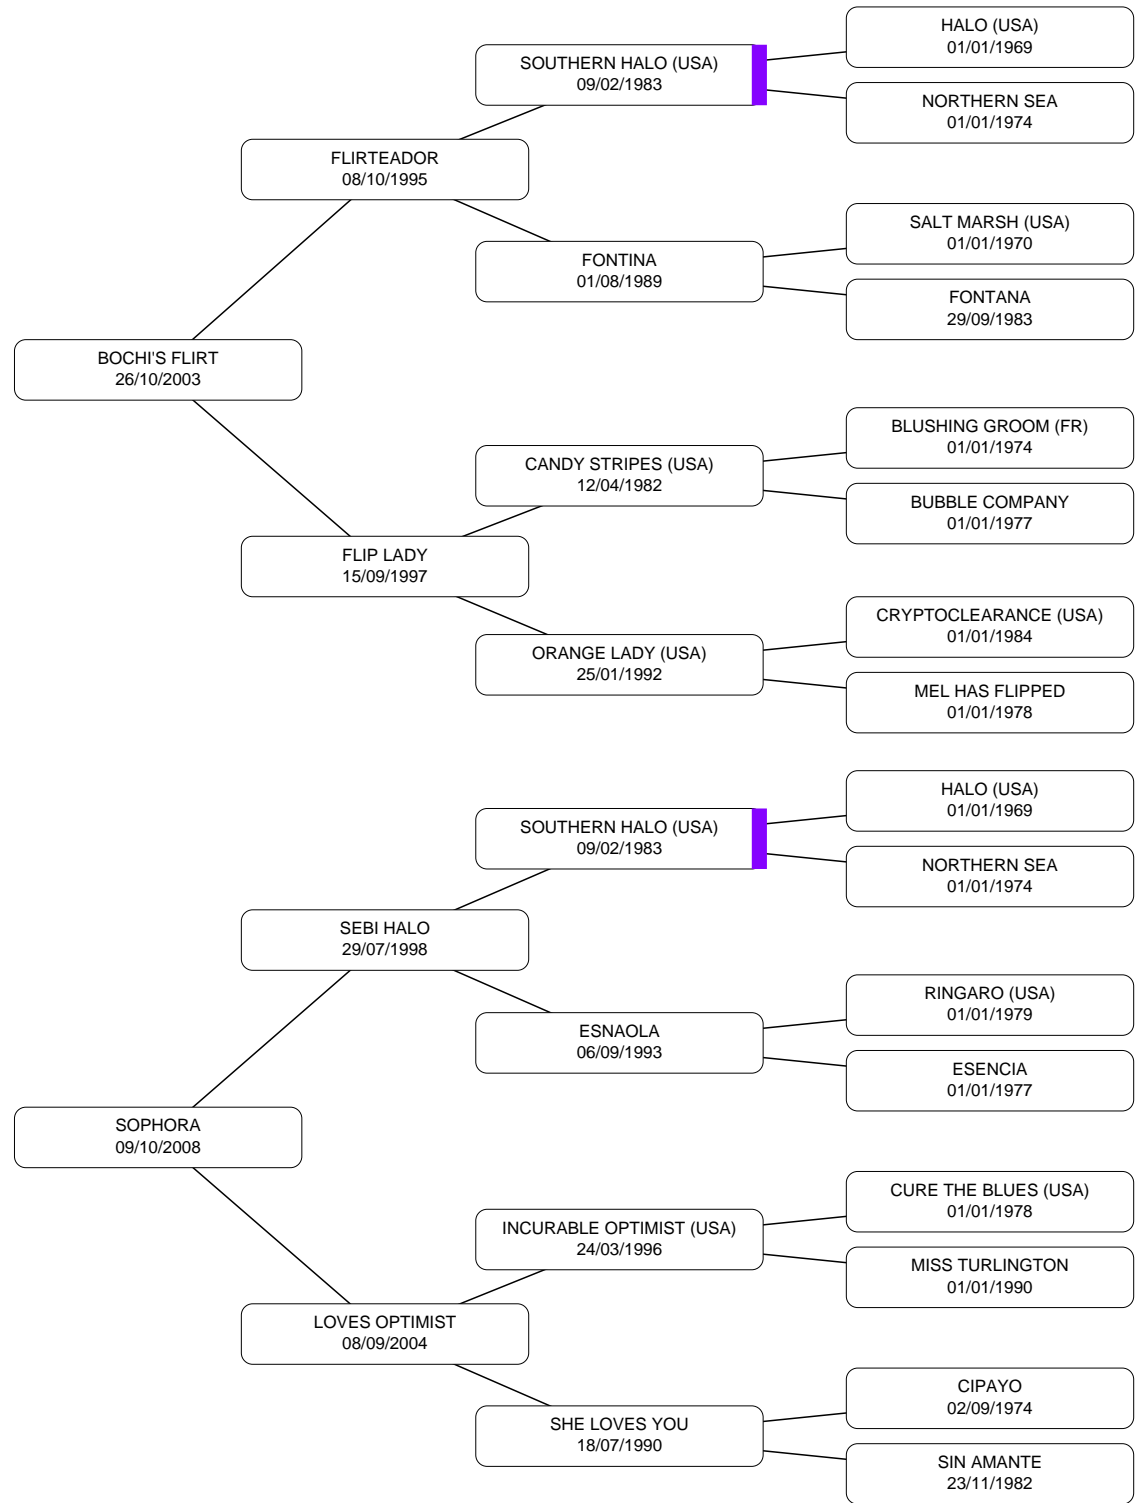 HALO (USA)
01/01/1969
SOUTHERN HALO (USA)
09/02/1983
NORTHERN SEA
01/01/1974
FLIRTEADOR
08/10/1995
SALT MARSH (USA)
01/01/1970
FONTINA
01/08/1989
FONTANA
29/09/1983
BOCHI'S FLIRT
26/10/2003
BLUSHING GROOM (FR)
01/01/1974
CANDY STRIPES (USA)
12/04/1982
BUBBLE COMPANY
01/01/1977
FLIP LADY
15/09/1997
CRYPTOCLEARANCE (USA)
01/01/1984
ORANGE LADY (USA)
25/01/1992
MEL HAS FLIPPED
01/01/1978
HALO (USA)
01/01/1969
SOUTHERN HALO (USA)
09/02/1983
NORTHERN SEA
01/01/1974
SEBI HALO
29/07/1998
RINGARO (USA)
01/01/1979
ESNAOLA
06/09/1993
ESENCIA
01/01/1977
SOPHORA
09/10/2008
CURE THE BLUES (USA)
01/01/1978
INCURABLE OPTIMIST (USA)
24/03/1996
MISS TURLINGTON
01/01/1990
LOVES OPTIMIST
08/09/2004
CIPAYO
02/09/1974
SHE LOVES YOU
18/07/1990
SIN AMANTE
23/11/1982